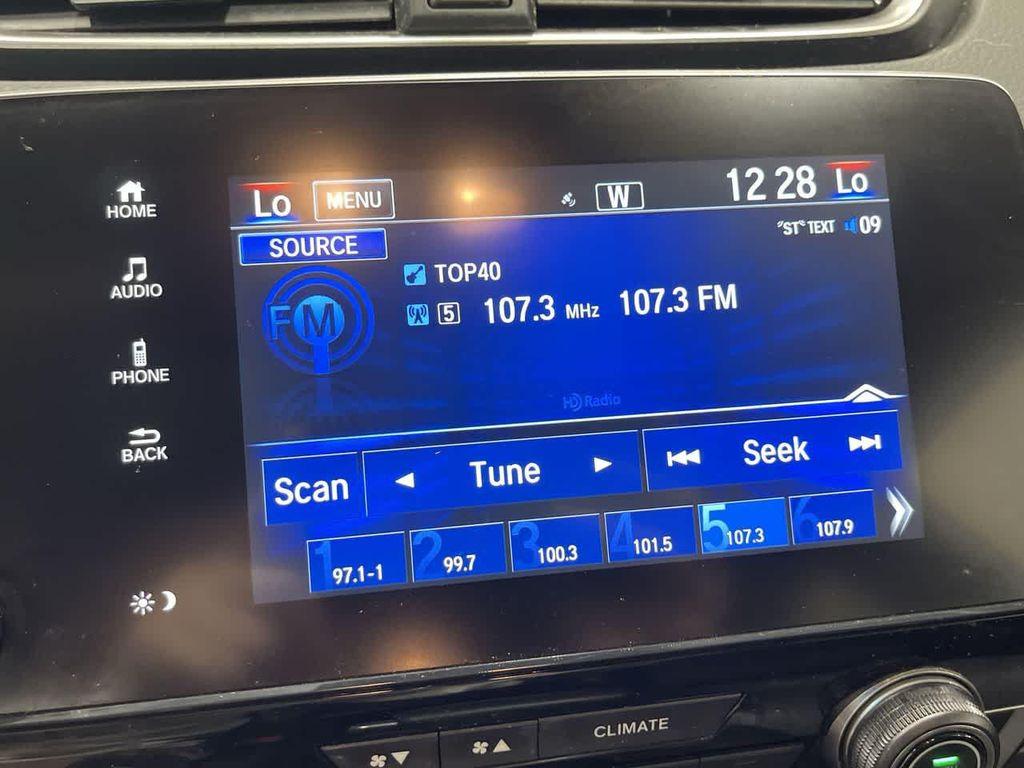 Lo MENU W 12 28 Lo
SOURCE "ST" TEXT 09
HOME
AUDIO
PHONE
BACK
FM
TOP40
5 107.3 MHz 107.3 FM
HD Radio
Scan Tune Seek
1 97.1-1 2 99.7 3 100.3 4 101.5 5 107.3 6 107.9
CLIMATE